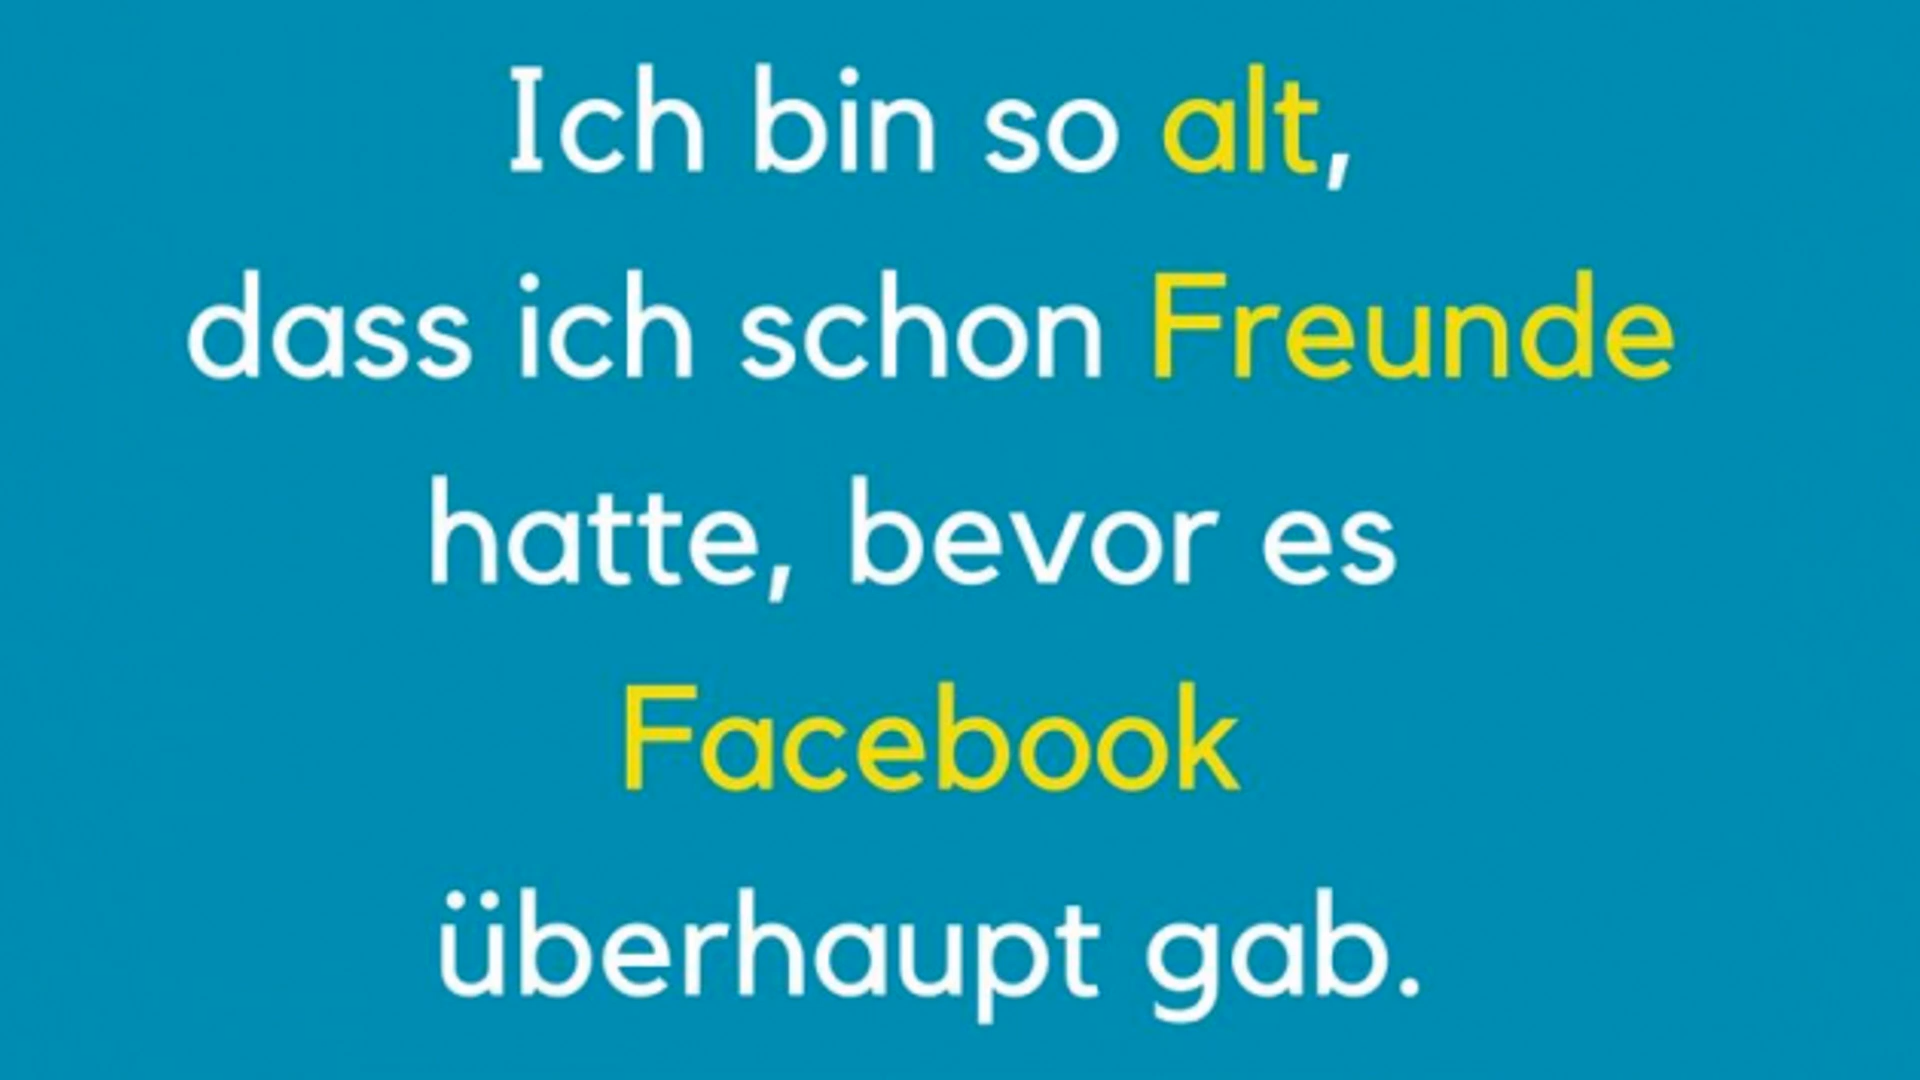 Ich bin so alt,
dass ich schon Freunde
hatte, bevor es
Facebook
überhaupt gab.